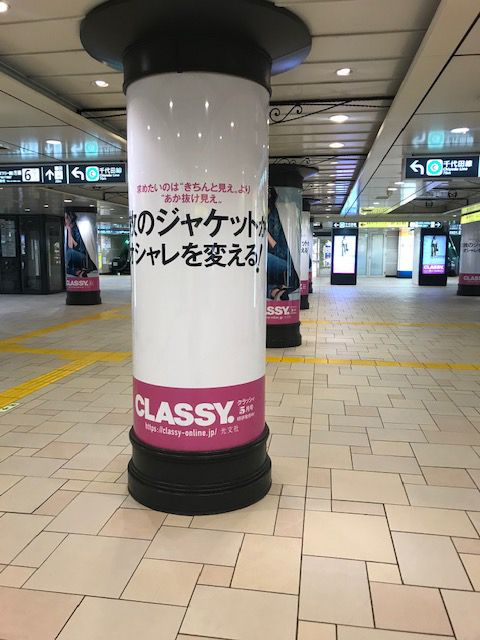 千代田線
6
千代田線
Chiyoda Line
求めたいのは“きちんと見え„より
“あか抜け見え„
のジャケットが
シャレを変える!
CLASSY.
クラッシィ
5月号
https://classy-online.jp/ 光文社